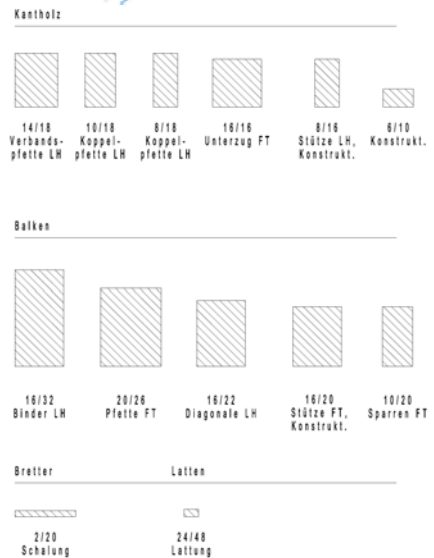 Kantholz
14/18
Verbands-
pfette LH
10/18
Koppel-
pfette LH
8/18
Koppel-
pfette LH
16/16
Unterzug FT
8/16
Stütze LH,
Konstrukt.
6/10
Konstrukt.
Balken
16/32
Binder LH
20/26
Pfette FT
16/22
Diagonale LH
16/20
Stütze FT,
Konstrukt.
10/20
Sparren FT
Bretter
Latten
2/20
Schalung
24/48
Lattung